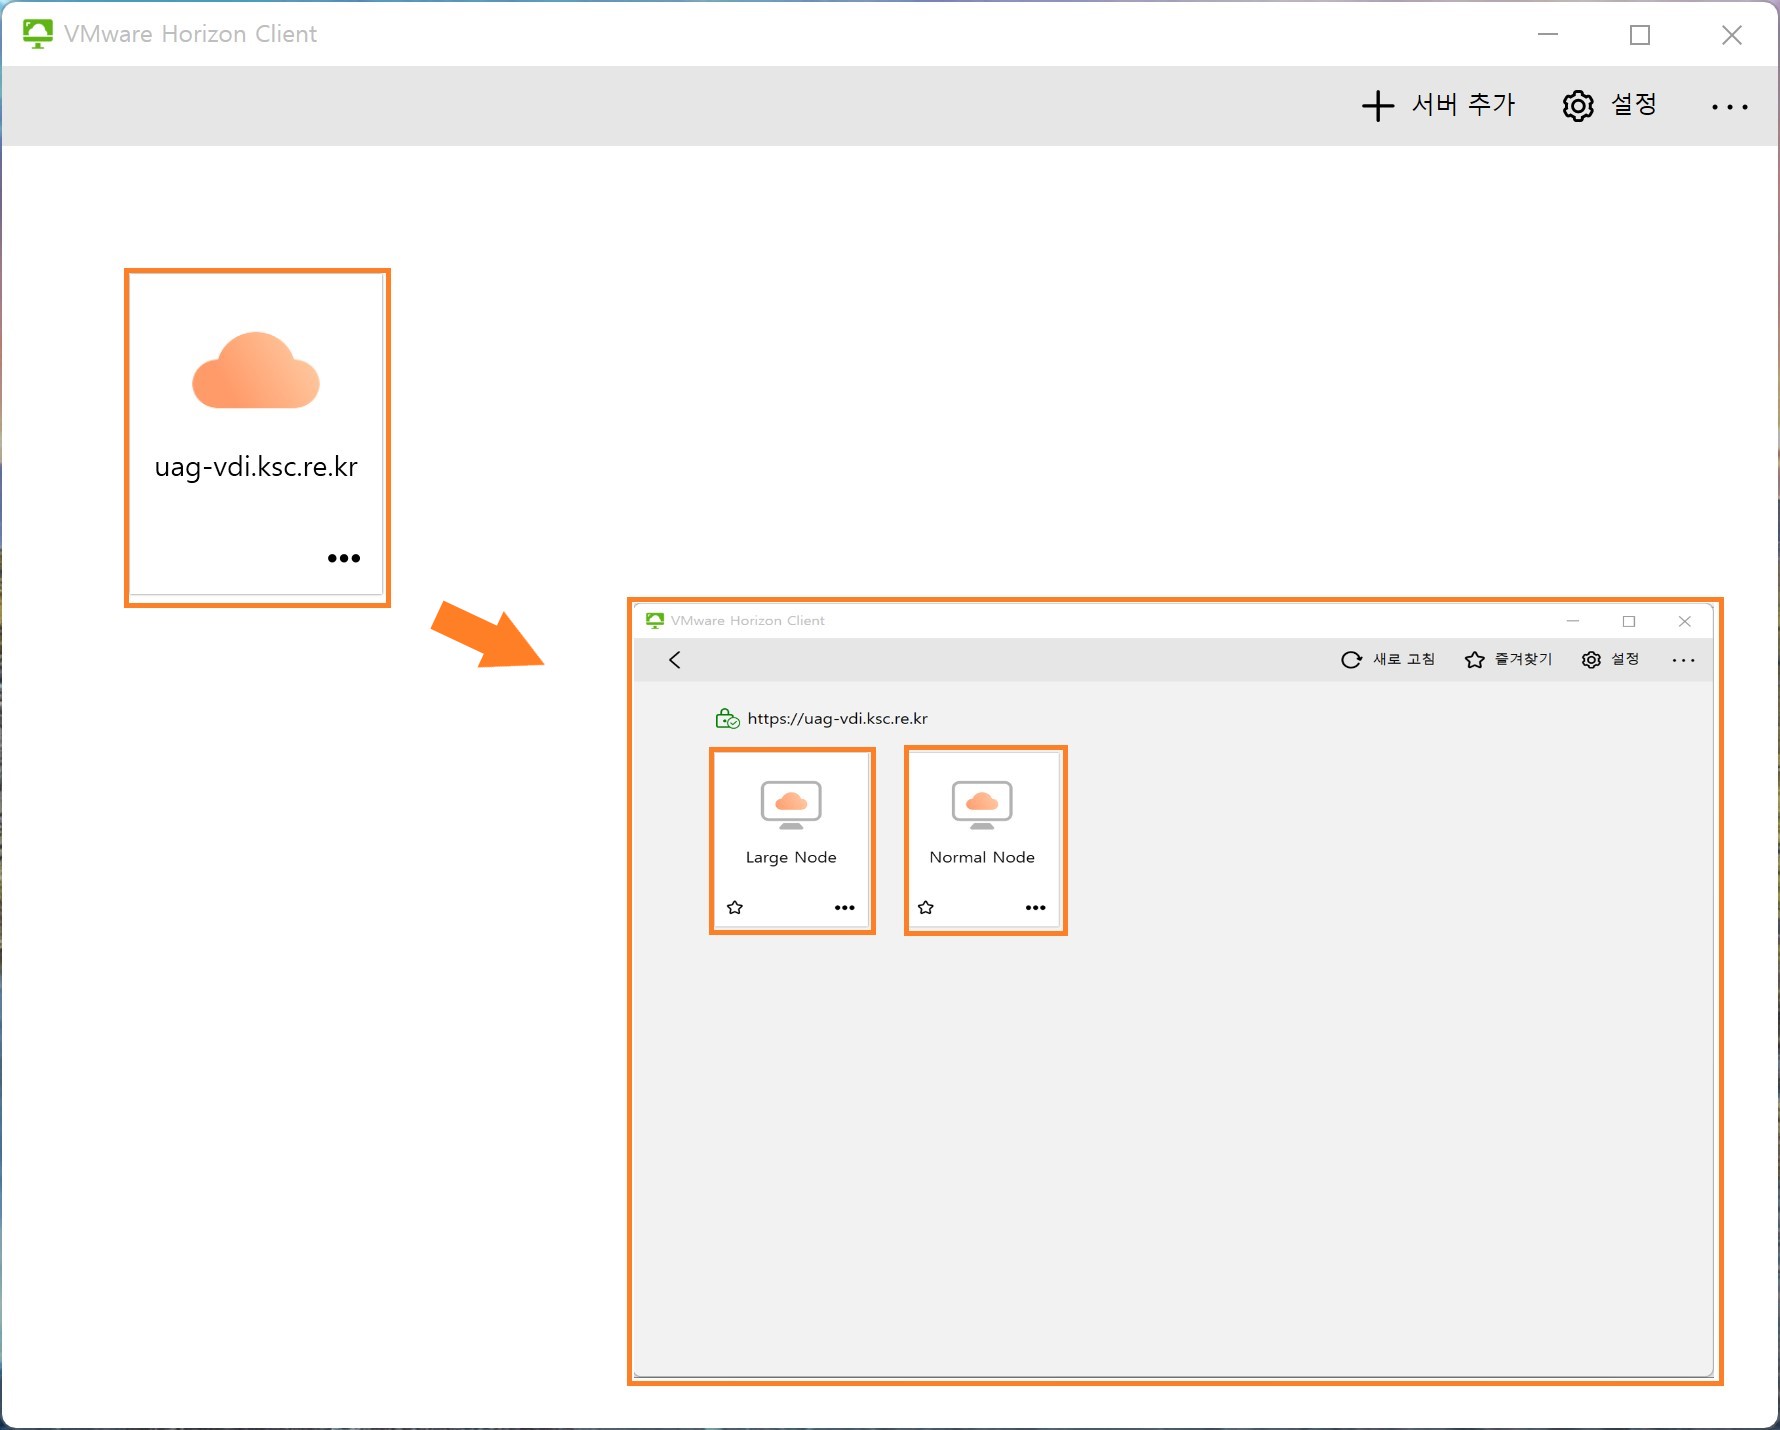 VMware Horizon Client
서버 추가 설정
uag-vdi.ksc.re.kr
VMware Horizon Client
새로 고침 즐겨찾기 설정
https://uag-vdi.ksc.re.kr
Large Node Normal Node